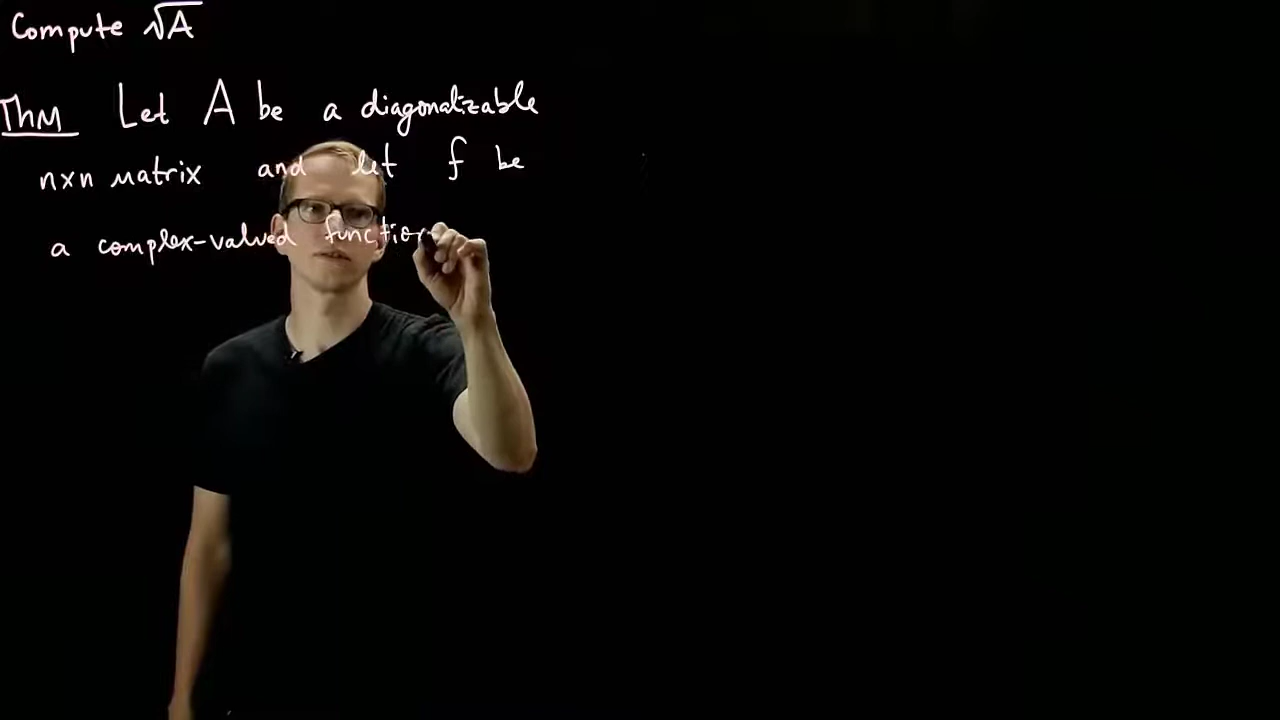 Compute √A
Thm Let A be a diagonalizable
n×n matrix and let f be
a complex-valued function